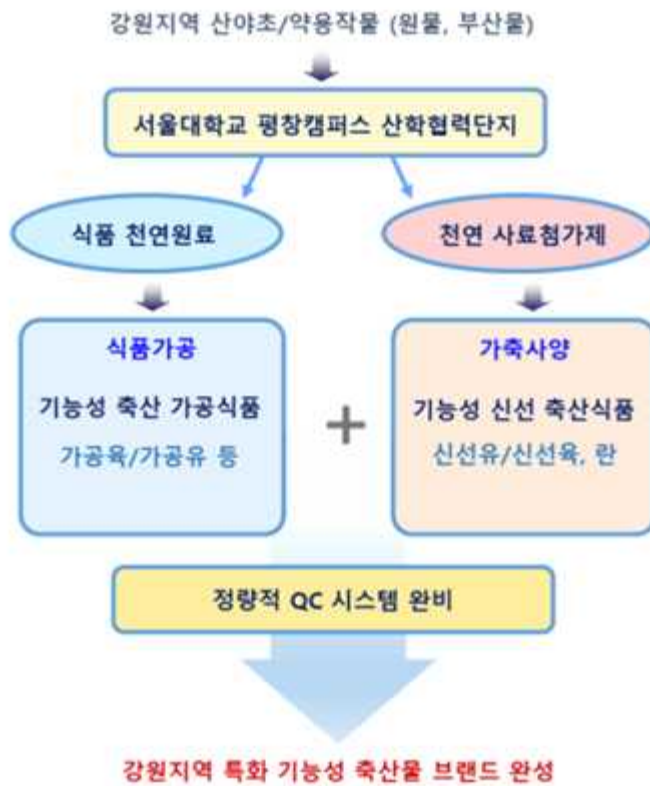 강원지역 산야초/약용작물 (원물, 부산물)
서울대학교 평창캠퍼스 산학협력단지
식품 천연원료
천연 사료첨가제
식품가공
기능성 축산 가공식품
가공육/가공유 등
+
가축사양
기능성 신선 축산식품
신선유/신선육, 란
정량적 QC 시스템 완비
강원지역 특화 기능성 축산물 브랜드 완성